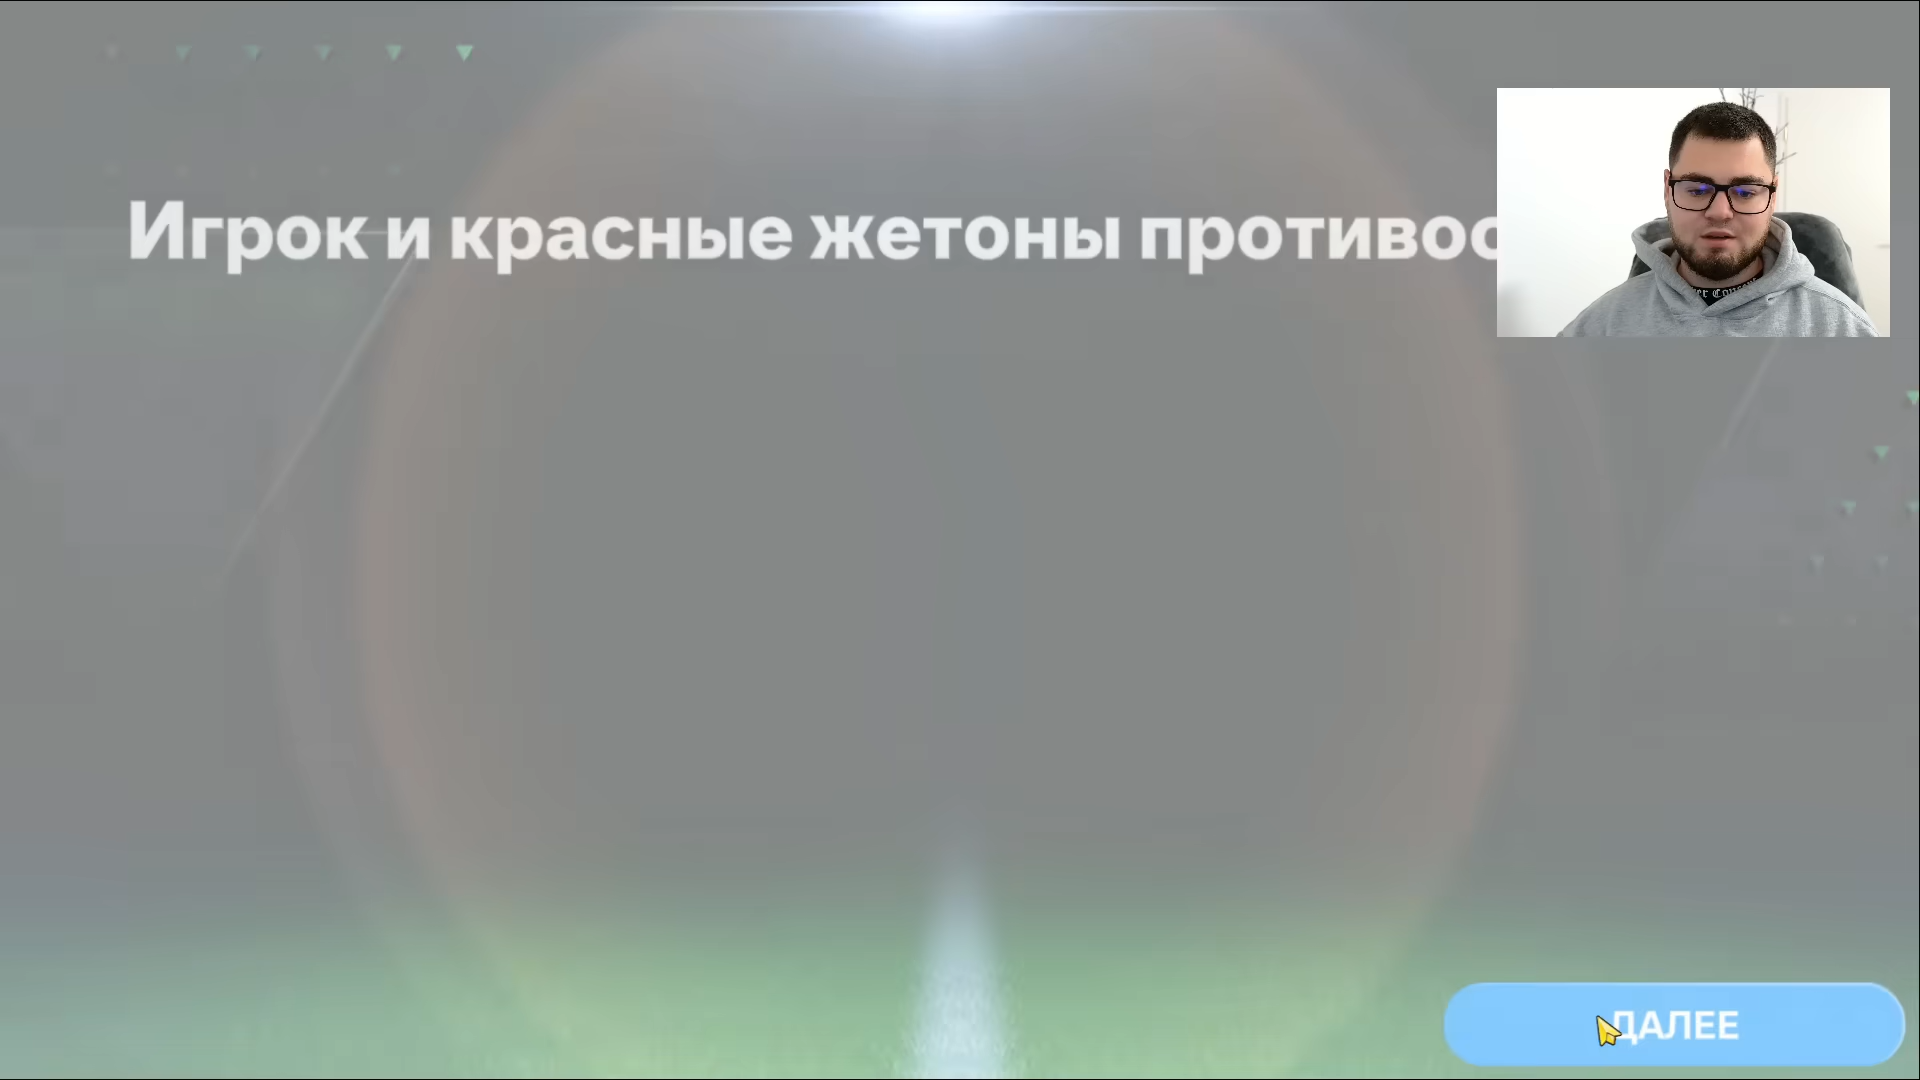 Игрок и красные жетоны противос
ДАЛЕЕ